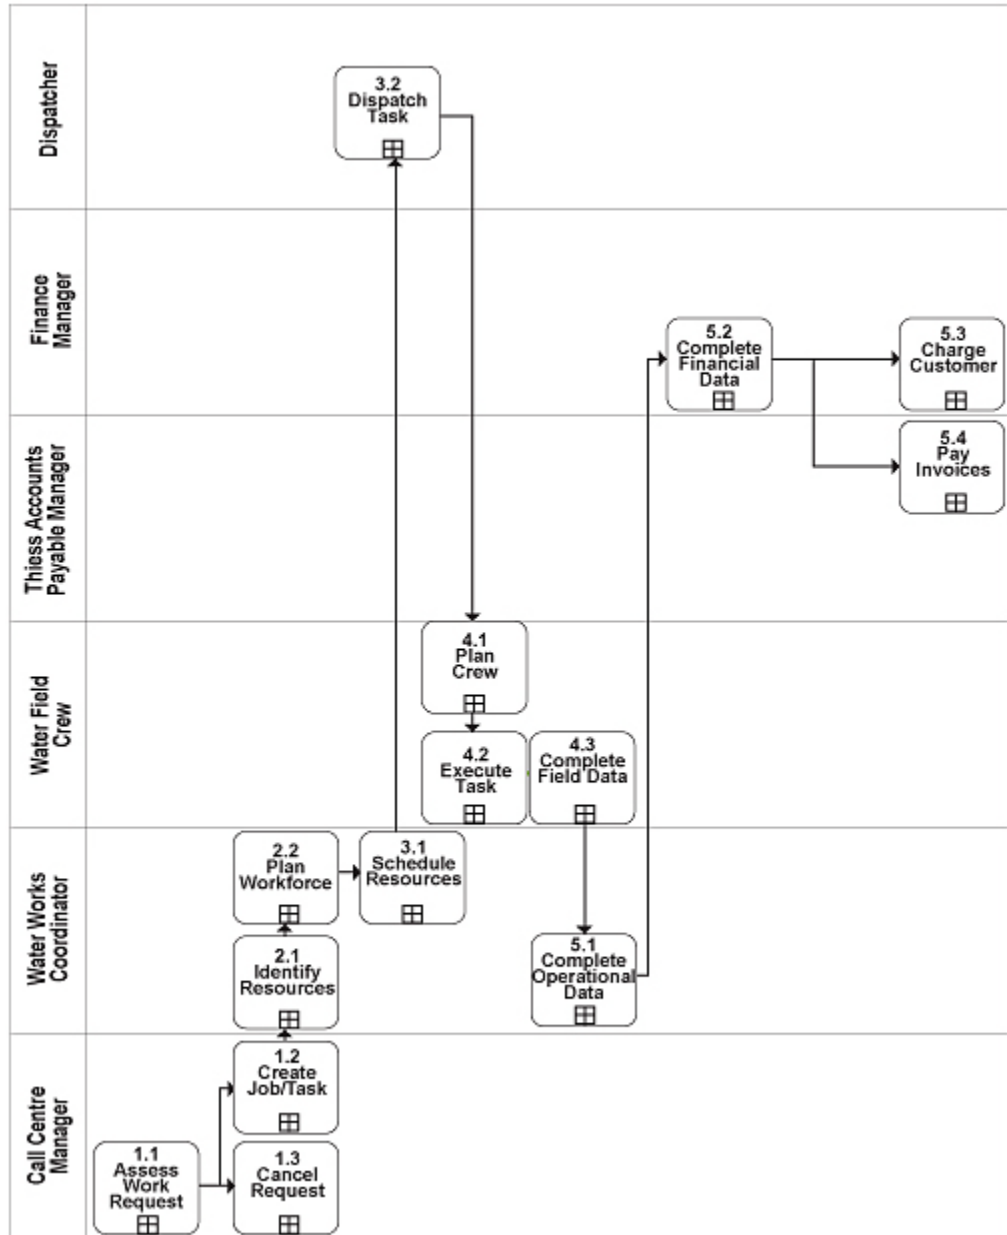 Dispatcher
3.2
Dispatch
Task
Finance
Manager
5.2
Complete
Financial
Data
5.3
Charge
Customer
Thiess Accounts
Payable Manager
5.4
Pay
Invoices
Water Field
Crew
4.1
Plan
Crew
4.2
Execute
Task
4.3
Complete
Field Data
Water Works
Coordinator
2.2
Plan
Workforce
3.1
Schedule
Resources
2.1
Identify
Resources
5.1
Complete
Operational
Data
Call Centre
Manager
1.2
Create
Job/Task
1.1
Assess
Work
Request
1.3
Cancel
Request